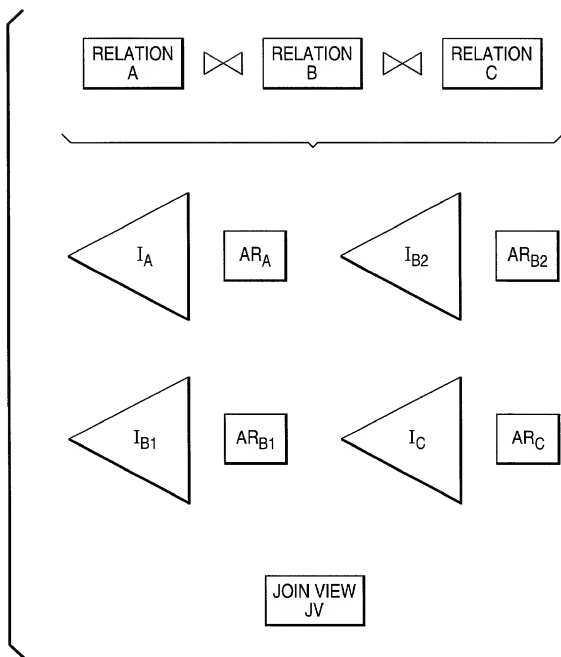 RELATION A
RELATION B
RELATION C
I_A
AR_A
I_B2
AR_B2
I_B1
AR_B1
I_C
AR_C
JOIN VIEW
JV